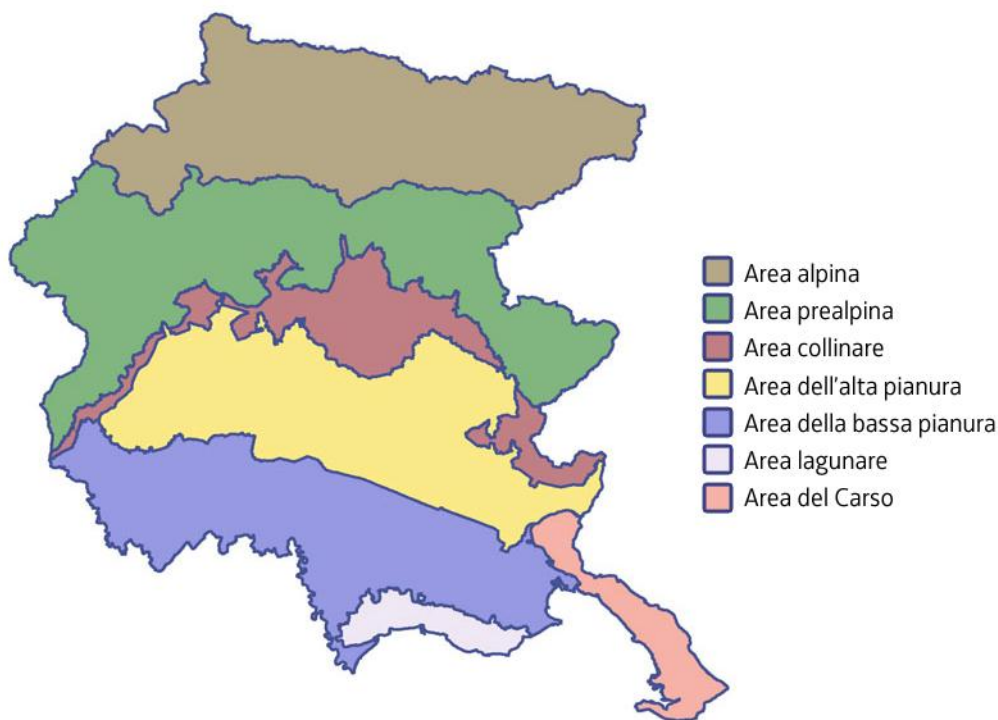 Area alpina
Area prealpina
Area collinare
Area dell'alta pianura
Area della bassa pianura
Area lagunare
Area del Carso